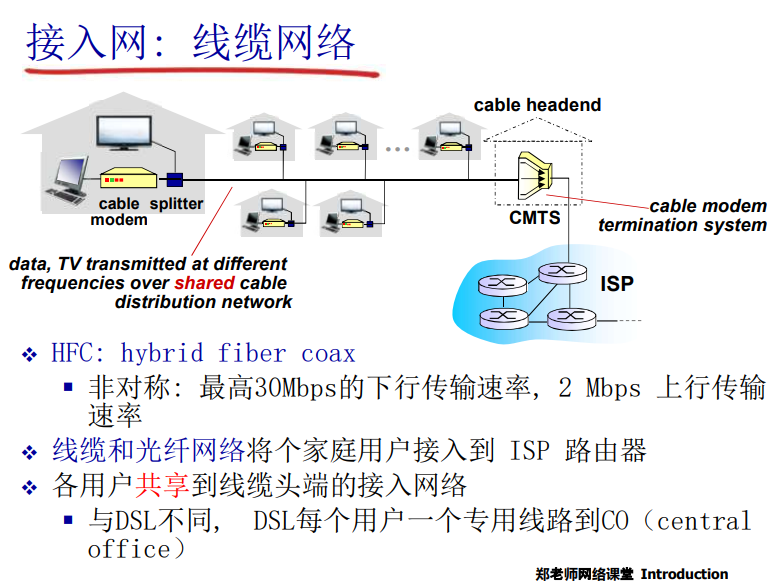 接入网: 线缆网络
cable headend
…
cable splitter
modem
CMTS
cable modem
termination system
data, TV transmitted at different
frequencies over shared cable
distribution network
ISP
❖ HFC: hybrid fiber coax
▪ 非对称: 最高30Mbps的下行传输速率, 2 Mbps 上行传输
速率
❖ 线缆和光纤网络将个家庭用户接入到 ISP 路由器
❖ 各用户共享到线缆头端的接入网络
▪ 与DSL不同, DSL每个用户一个专用线路到CO（central
office）
郑老师网络课堂 Introduction